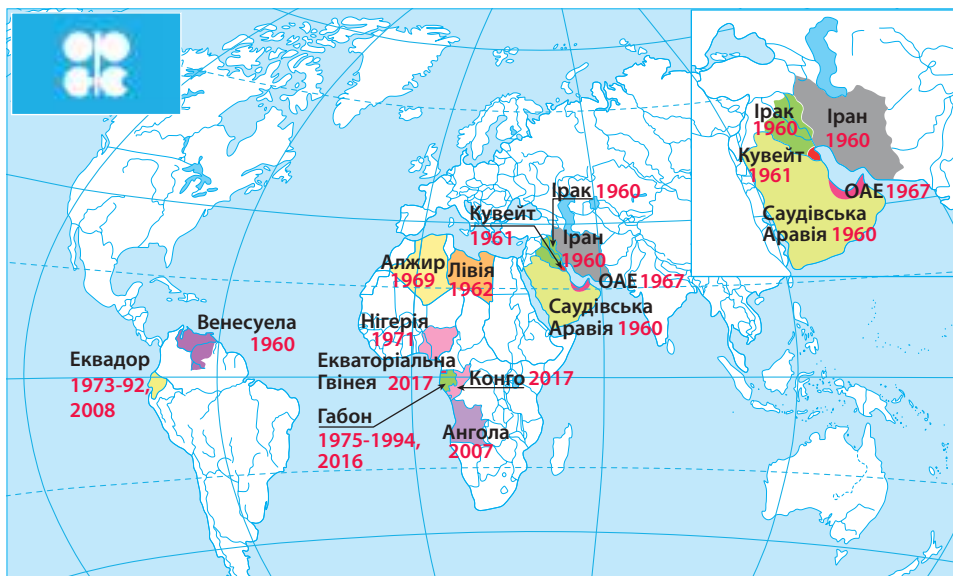 Ірак
1960
Іран
1960
Кувейт
1961
ОАЕ 1967
Саудівська
Аравія 1960
Ірак 1960
Кувейт
1961
Іран
1960
Алжир
1969
Лівія
1962
ОАЕ 1967
Саудівська
Аравія 1960
Венесуела
1960
Нігерія
1971
Еквадор
1973-92,
2008
Екваторіальна
Гвінея 2017
Конго 2017
Габон
1975-1994,
2016
Ангола
2007